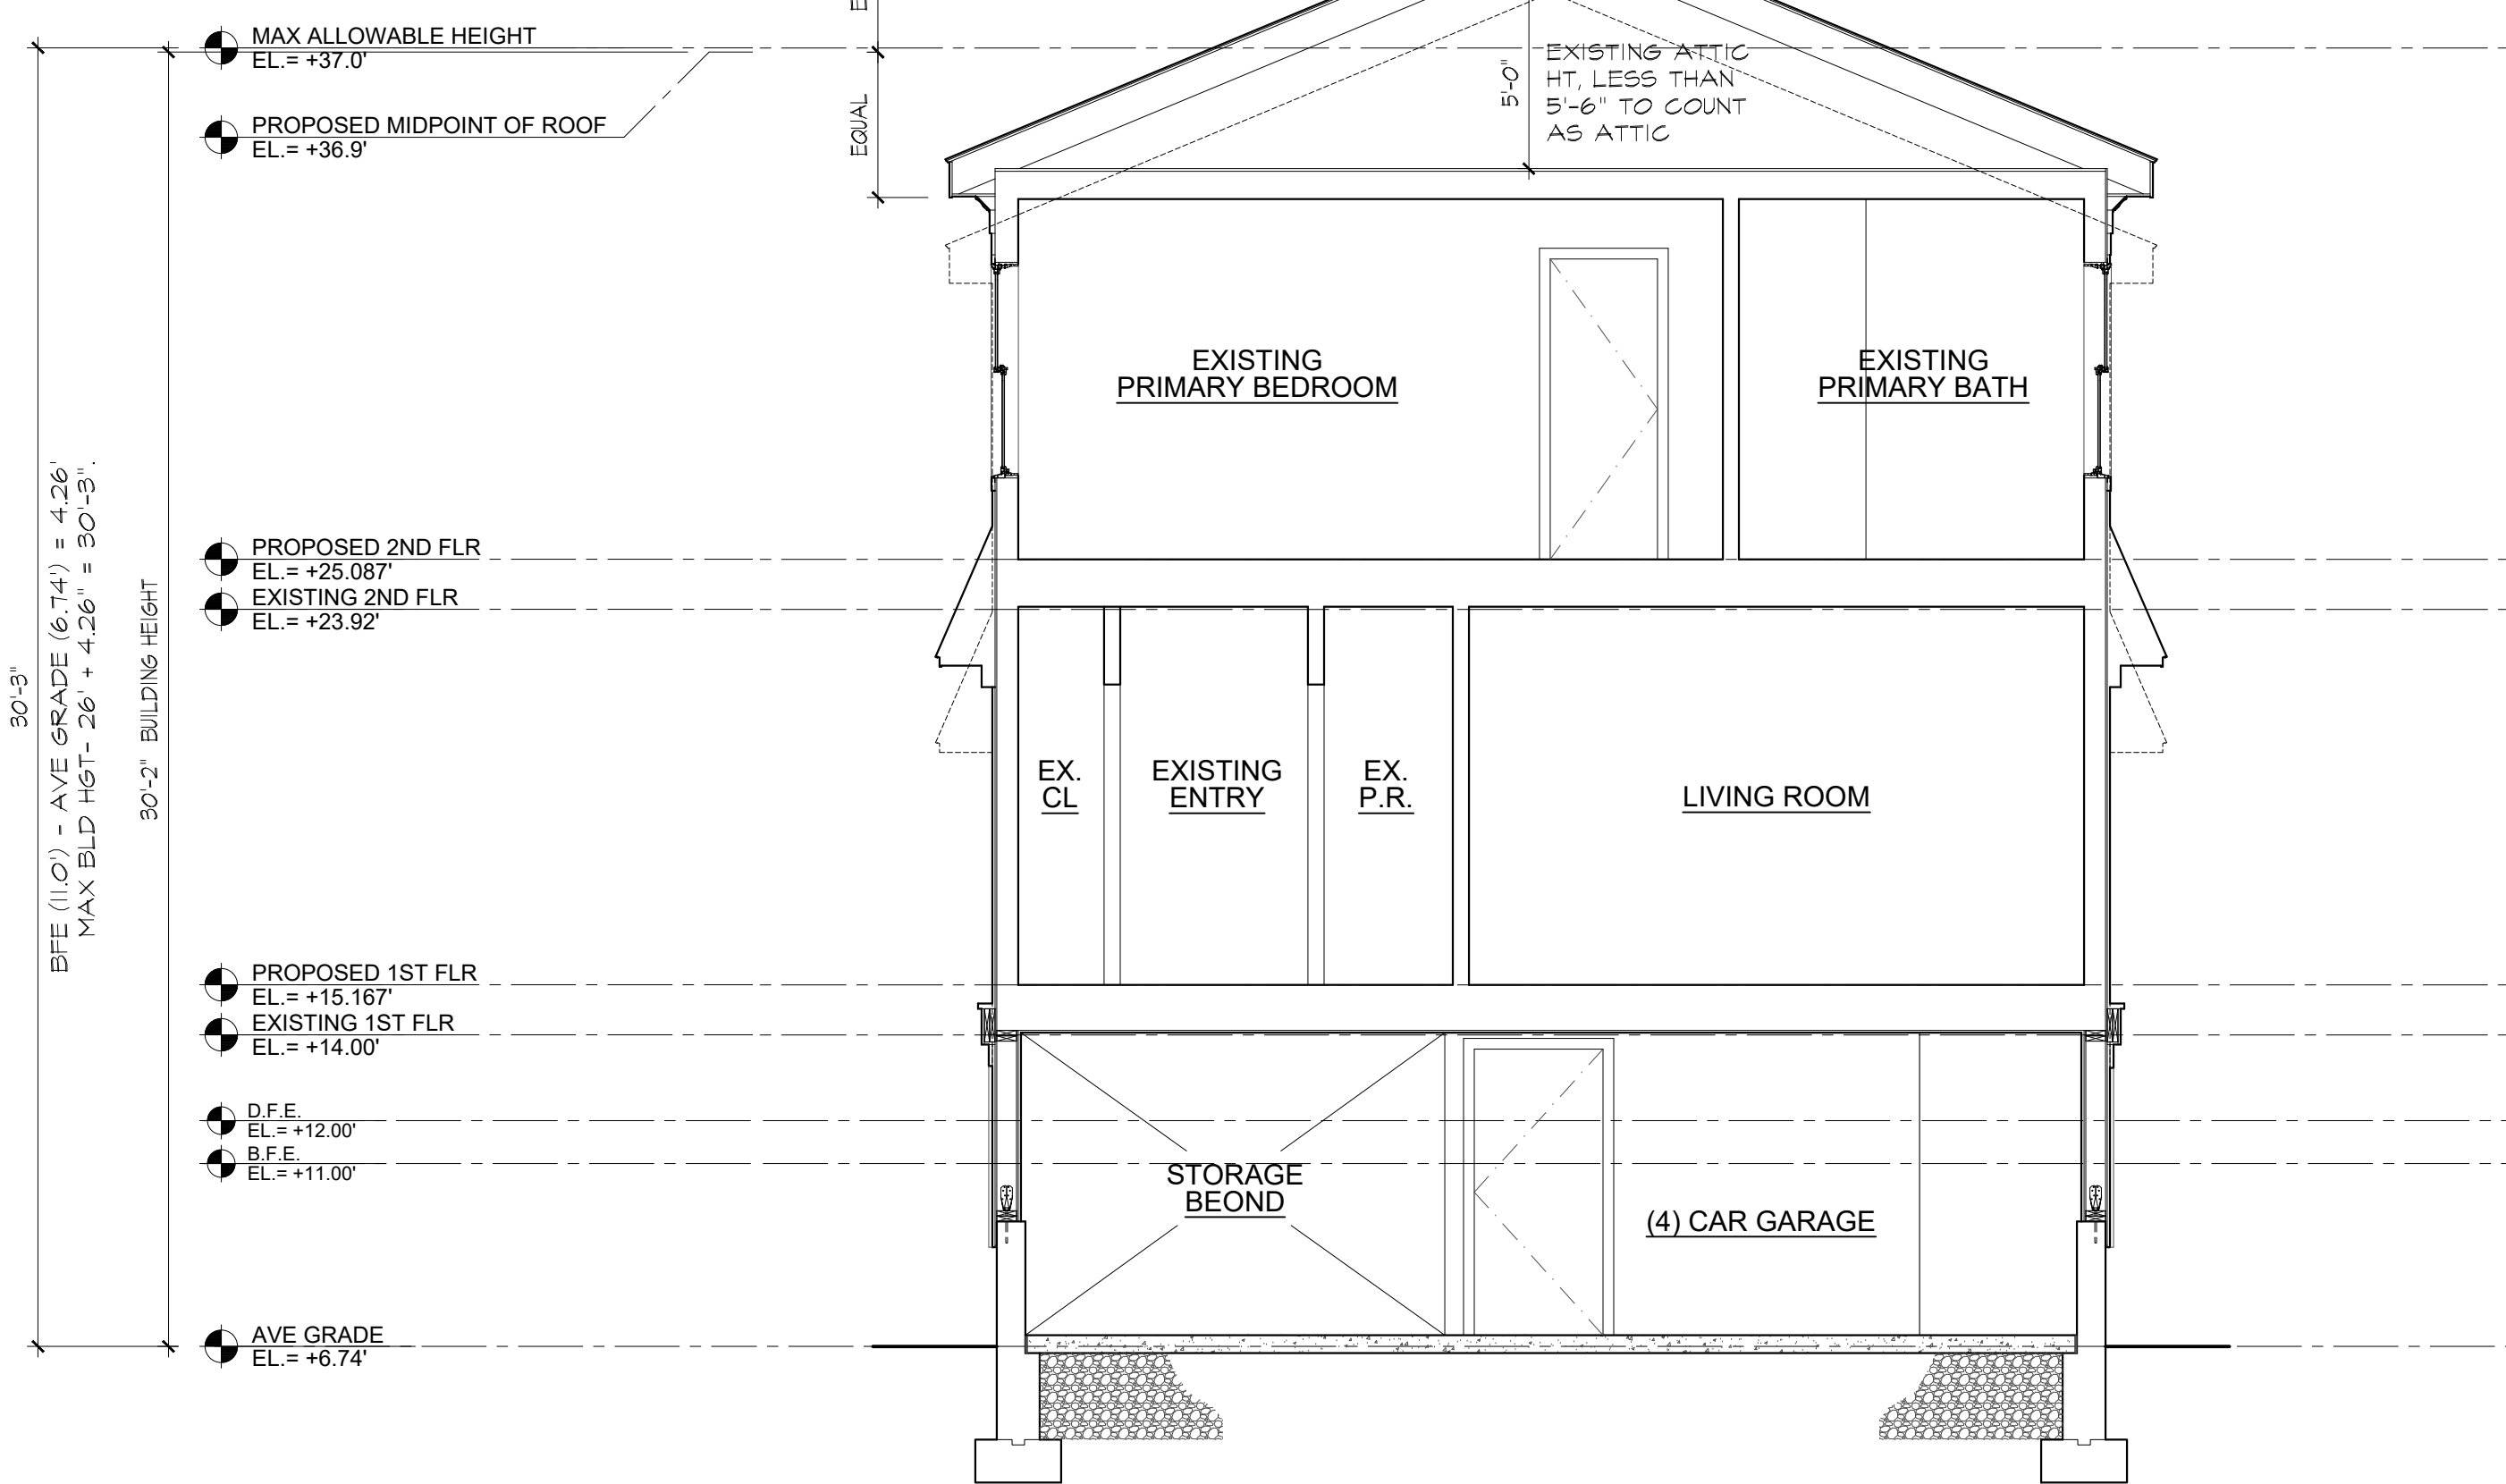 MAX ALLOWABLE HEIGHT
EL.= +37.0'
PROPOSED MIDPOINT OF ROOF
EL.= +36.9'
EQUAL
5'-0"
EXISTING ATTIC
HT, LESS THAN
5'-6" TO COUNT
AS ATTIC
EXISTING
PRIMARY BEDROOM
EXISTING
PRIMARY BATH
30'-3"
BFE (11.0') - AVE GRADE (6.74') = 4.26'
MAX BLD HGT- 26' + 4.26" = 30'-3".
30'-2" BUILDING HEIGHT
PROPOSED 2ND FLR
EL.= +25.087'
EXISTING 2ND FLR
EL.= +23.92'
EX.
CL
EXISTING
ENTRY
EX.
P.R.
LIVING ROOM
PROPOSED 1ST FLR
EL.= +15.167'
EXISTING 1ST FLR
EL.= +14.00'
D.F.E.
EL.= +12.00'
B.F.E.
EL.= +11.00'
STORAGE
BEOND
(4) CAR GARAGE
AVE GRADE
EL.= +6.74'